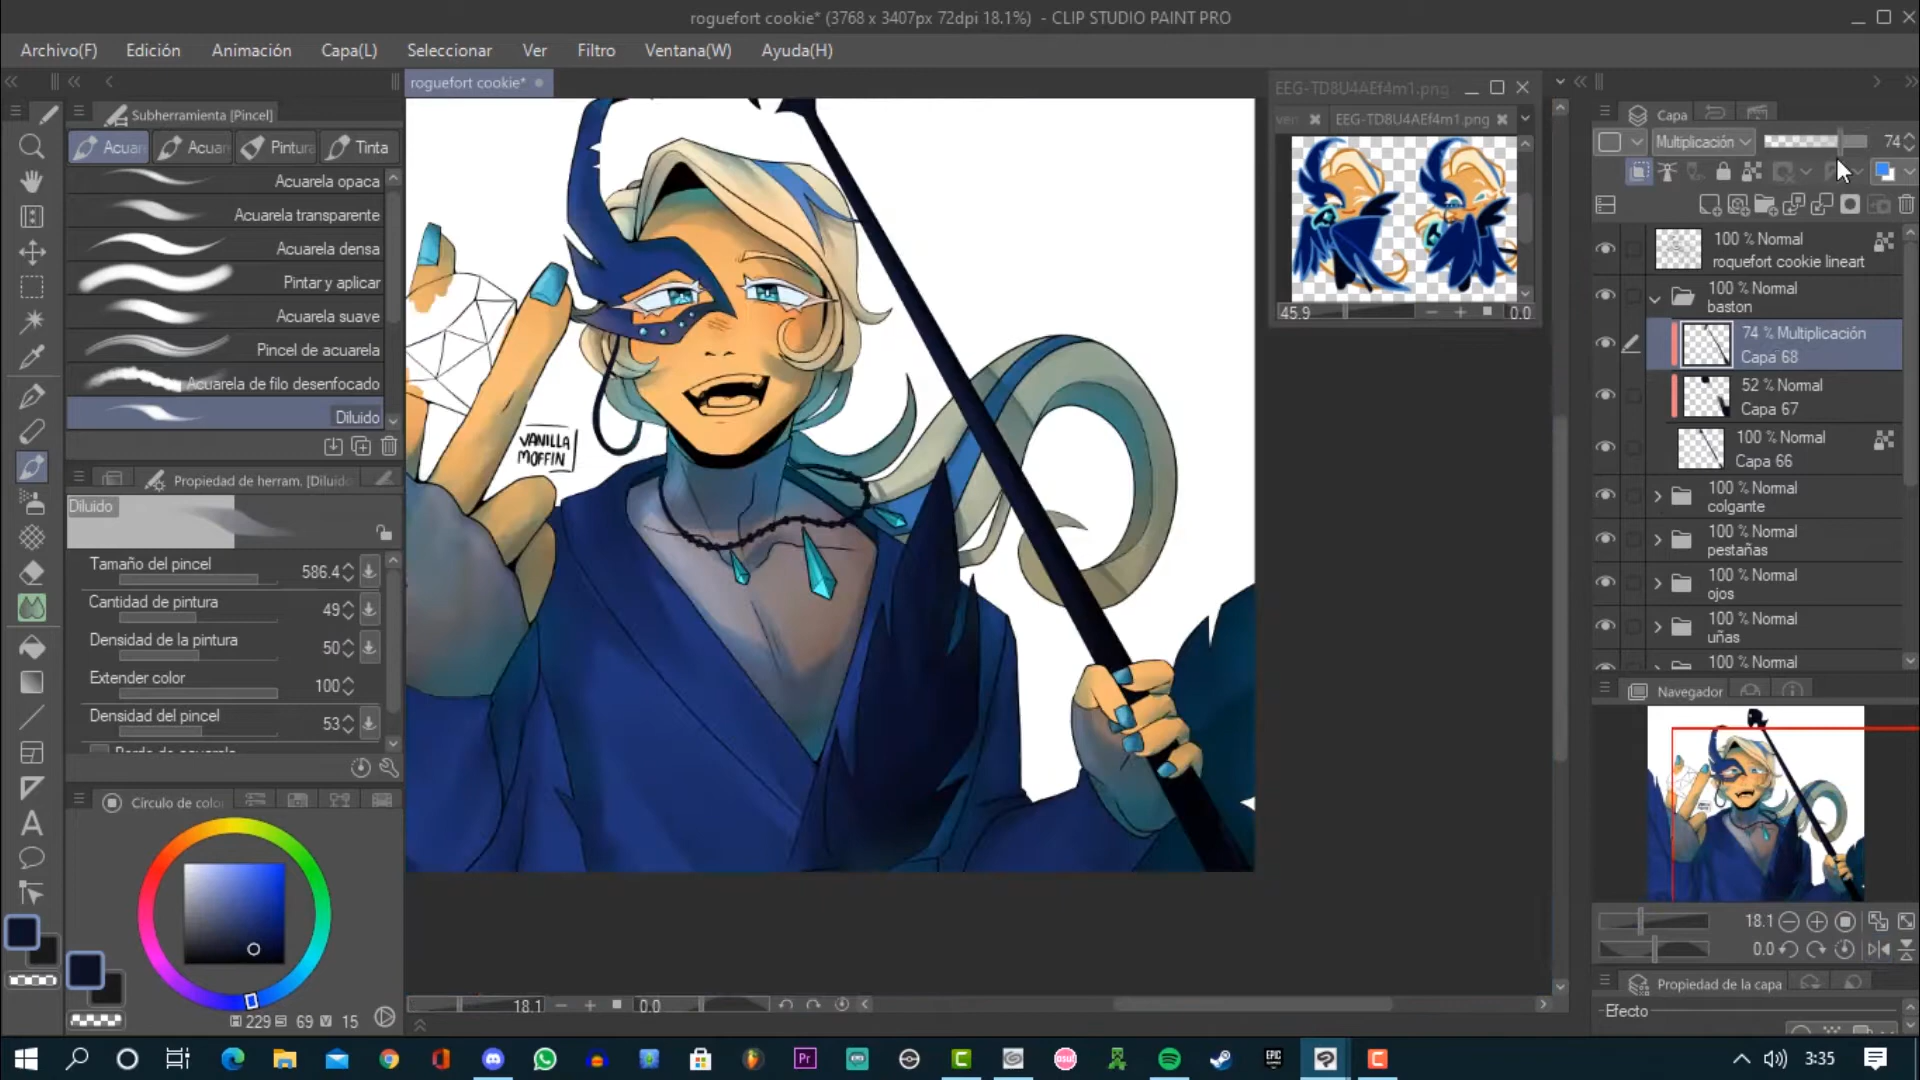 roguefort cookie* (3768 x 3407px 72dpi 18.1%)  - CLIP STUDIO PAINT PRO
Archivo(F) Edición Animación Capa(L) Seleccionar Ver Filtro Ventana(W) Ayuda(H)
roguefort cookie*
EEG-TD8U4AEf4m1.png
EEG-TD8U4AEf4m1.png
45.9 0.0
Subherramienta [Pincel]
Acuar Acuar Pintura Tinta
Acuarela opaca
Acuarela transparente
Acuarela densa
Pintar y aplicar
Acuarela suave
Pincel de acuarela
Acuarela de filo desenfocado
Diluido
Propiedad de herram. [Diluido
Diluido
Tamaño del pincel 586.4
Cantidad de pintura 49
Densidad de la pintura 50
Extender color 100
Densidad del pincel 53
Círculo de color
229 69 15
VANILLA
MOFFIN
18.1 0.0
Capa
Multiplicación 74
100 % Normal
roquefort cookie lineart
100 % Normal
baston
74 % Multiplicación
Capa 68
52 % Normal
Capa 67
100 % Normal
Capa 66
100 % Normal
colgante
100 % Normal
pestañas
100 % Normal
ojos
100 % Normal
uñas
100 % Normal
Navegador
18.1
0.0
Propiedad de la capa
Efecto
Pr
osu!
EPIC
3:35